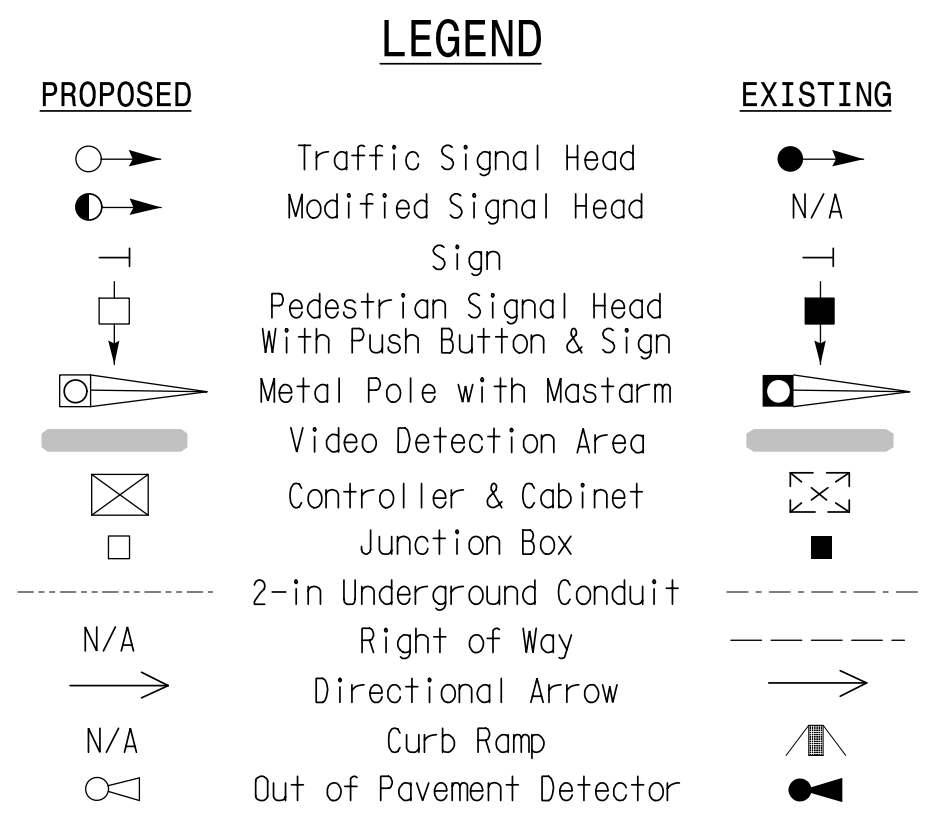 LEGEND
PROPOSED EXISTING
Traffic Signal Head
Modified Signal Head N/A
Sign
Pedestrian Signal Head
With Push Button & Sign
Metal Pole with Mastarm
Video Detection Area
Controller & Cabinet
Junction Box
2-in Underground Conduit
N/A Right of Way
Directional Arrow
N/A Curb Ramp
Out of Pavement Detector